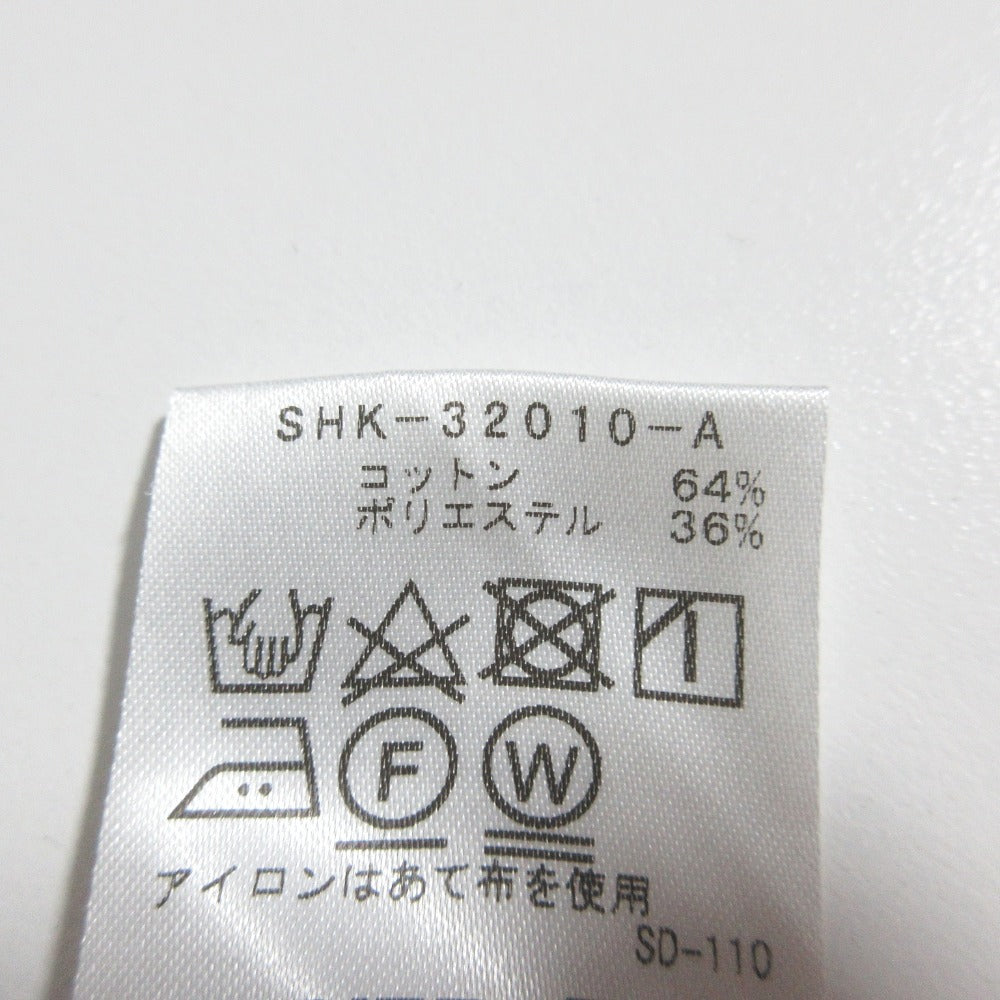 SHK-32010-A
コットン 64%
ポリエステル 36%
F W
アイロンはあて布を使用
SD-110